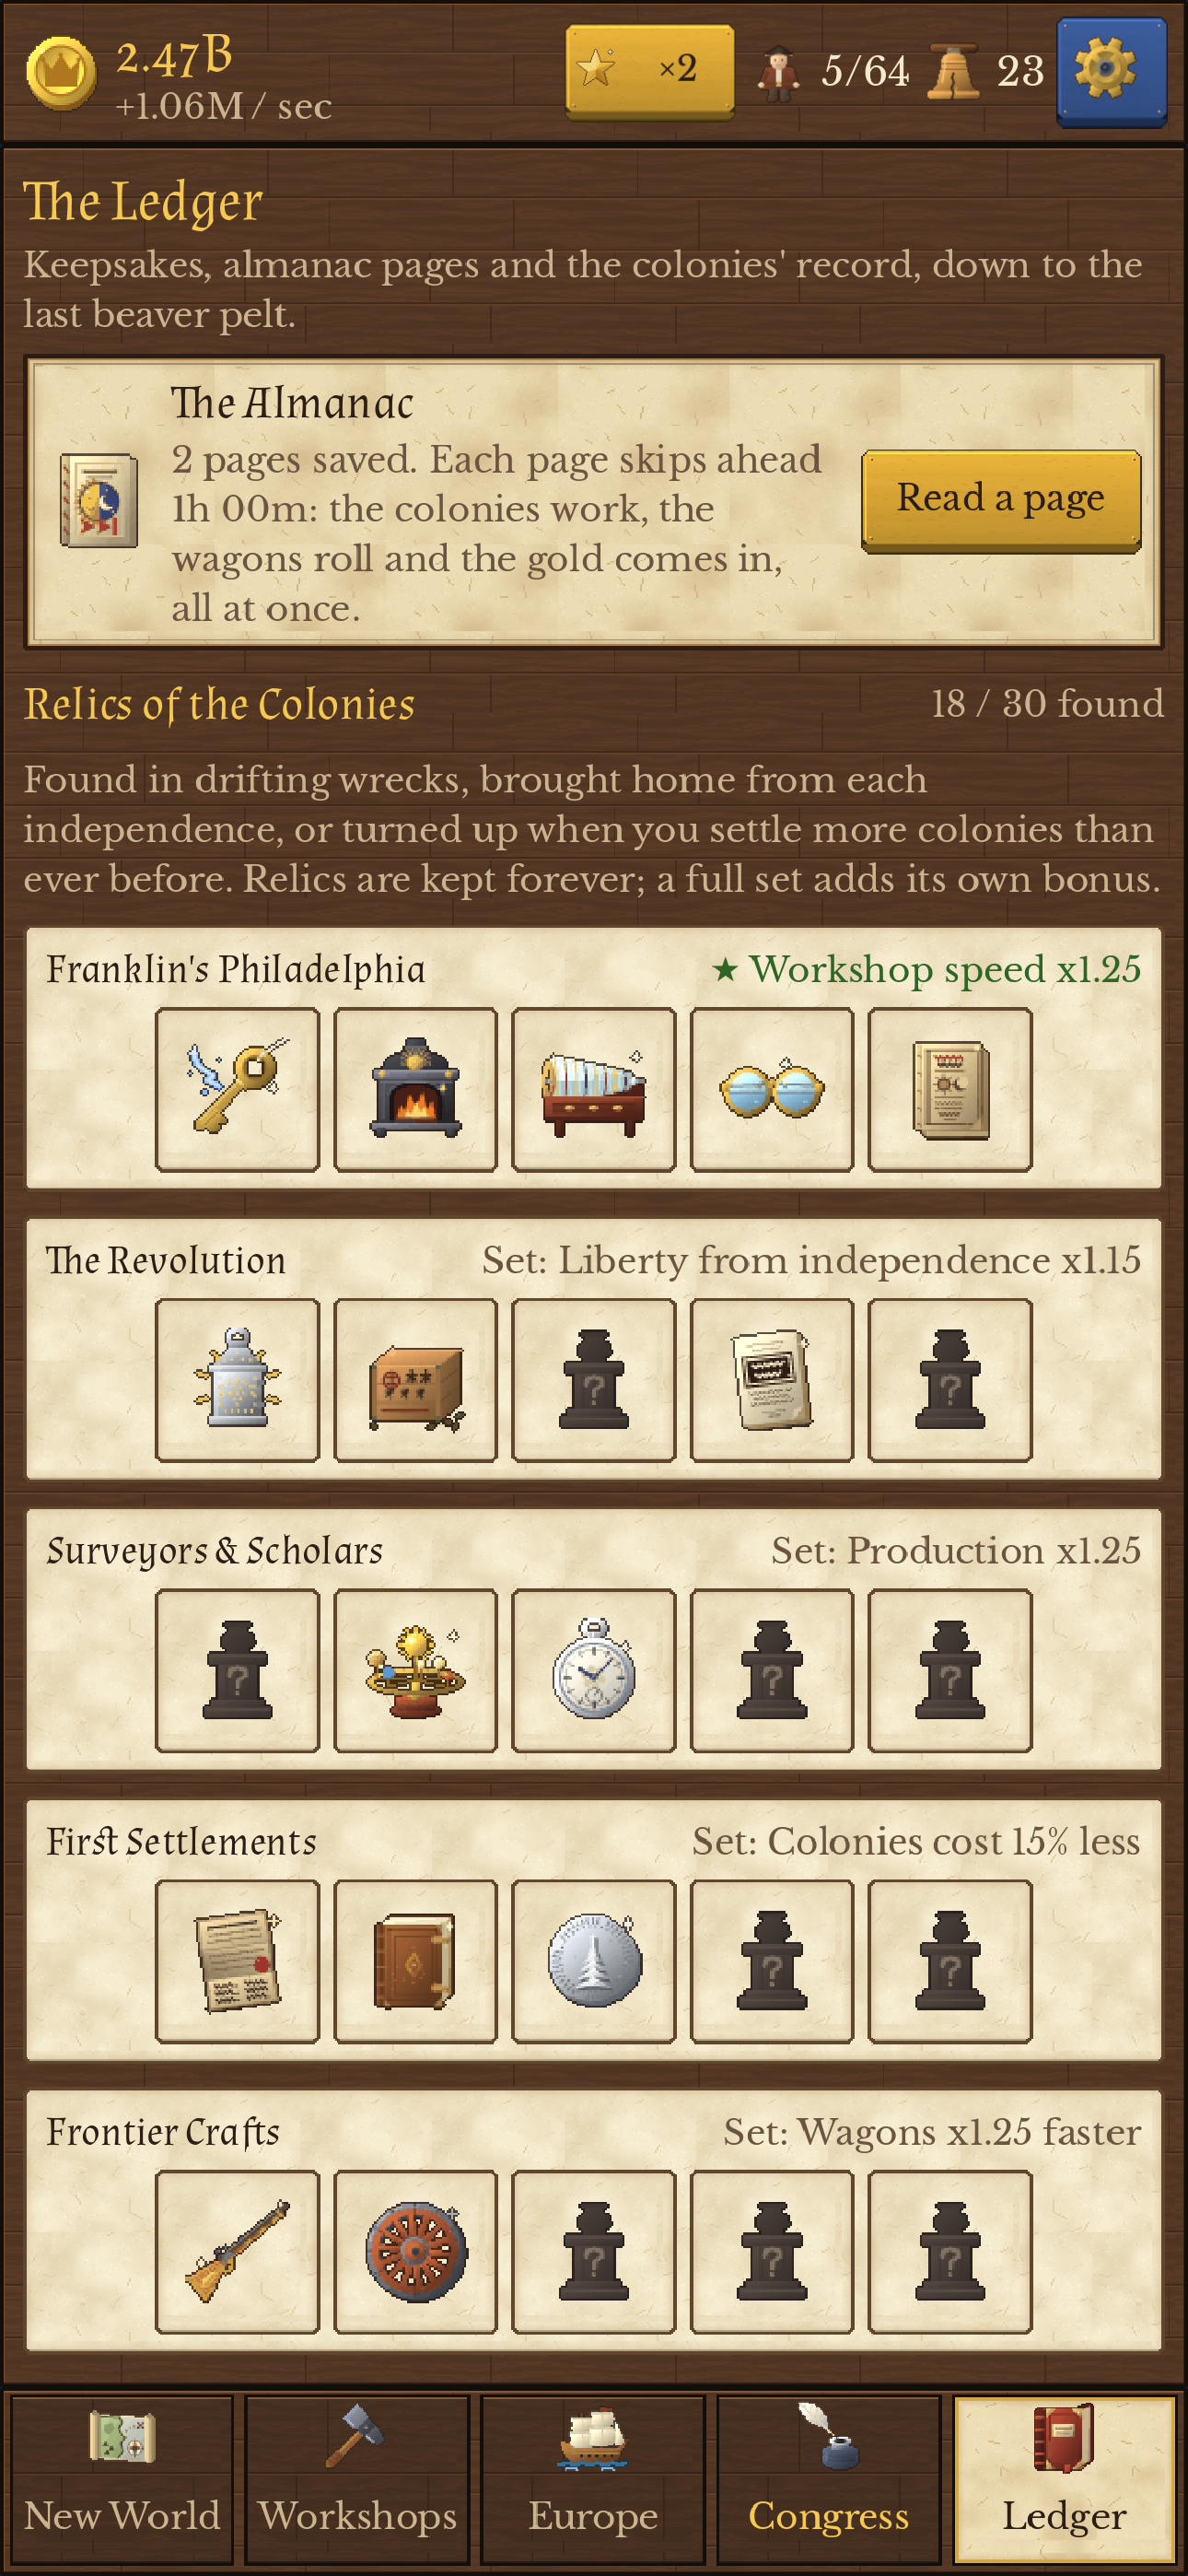 2.47B
+1.06M / sec
×2
5/64
23
The Ledger
Keepsakes, almanac pages and the colonies' record, down to the
last beaver pelt.
The Almanac
2 pages saved. Each page skips ahead
1h 00m: the colonies work, the
wagons roll and the gold comes in,
all at once.
Read a page
Relics of the Colonies
18 / 30 found
Found in drifting wrecks, brought home from each
independence, or turned up when you settle more colonies than
ever before. Relics are kept forever; a full set adds its own bonus.
Franklin's Philadelphia
★ Workshop speed x1.25
The Revolution
Set: Liberty from independence x1.15
?
?
Surveyors & Scholars
Set: Production x1.25
?
?
?
First Settlements
Set: Colonies cost 15% less
?
?
Frontier Crafts
Set: Wagons x1.25 faster
?
?
?
New World
Workshops
Europe
Congress
Ledger